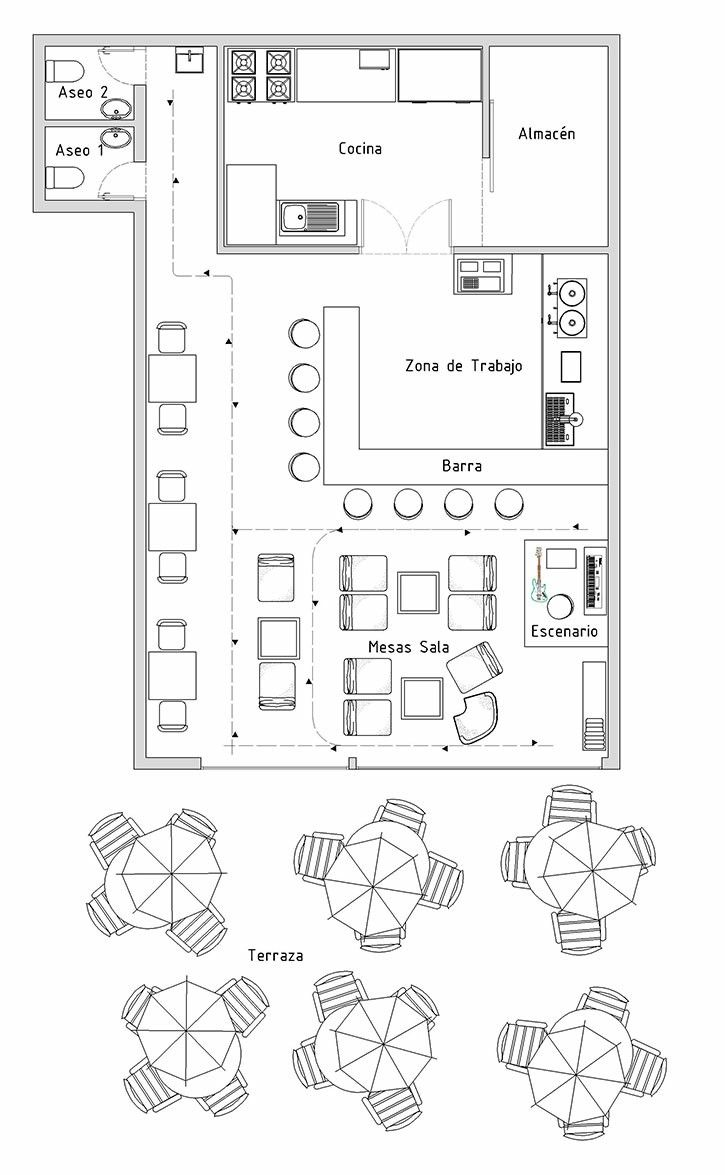 Aseo 2
Aseo 1
Cocina
Almacén
Zona de Trabajo
Barra
Mesas Sala
Escenario
Terraza